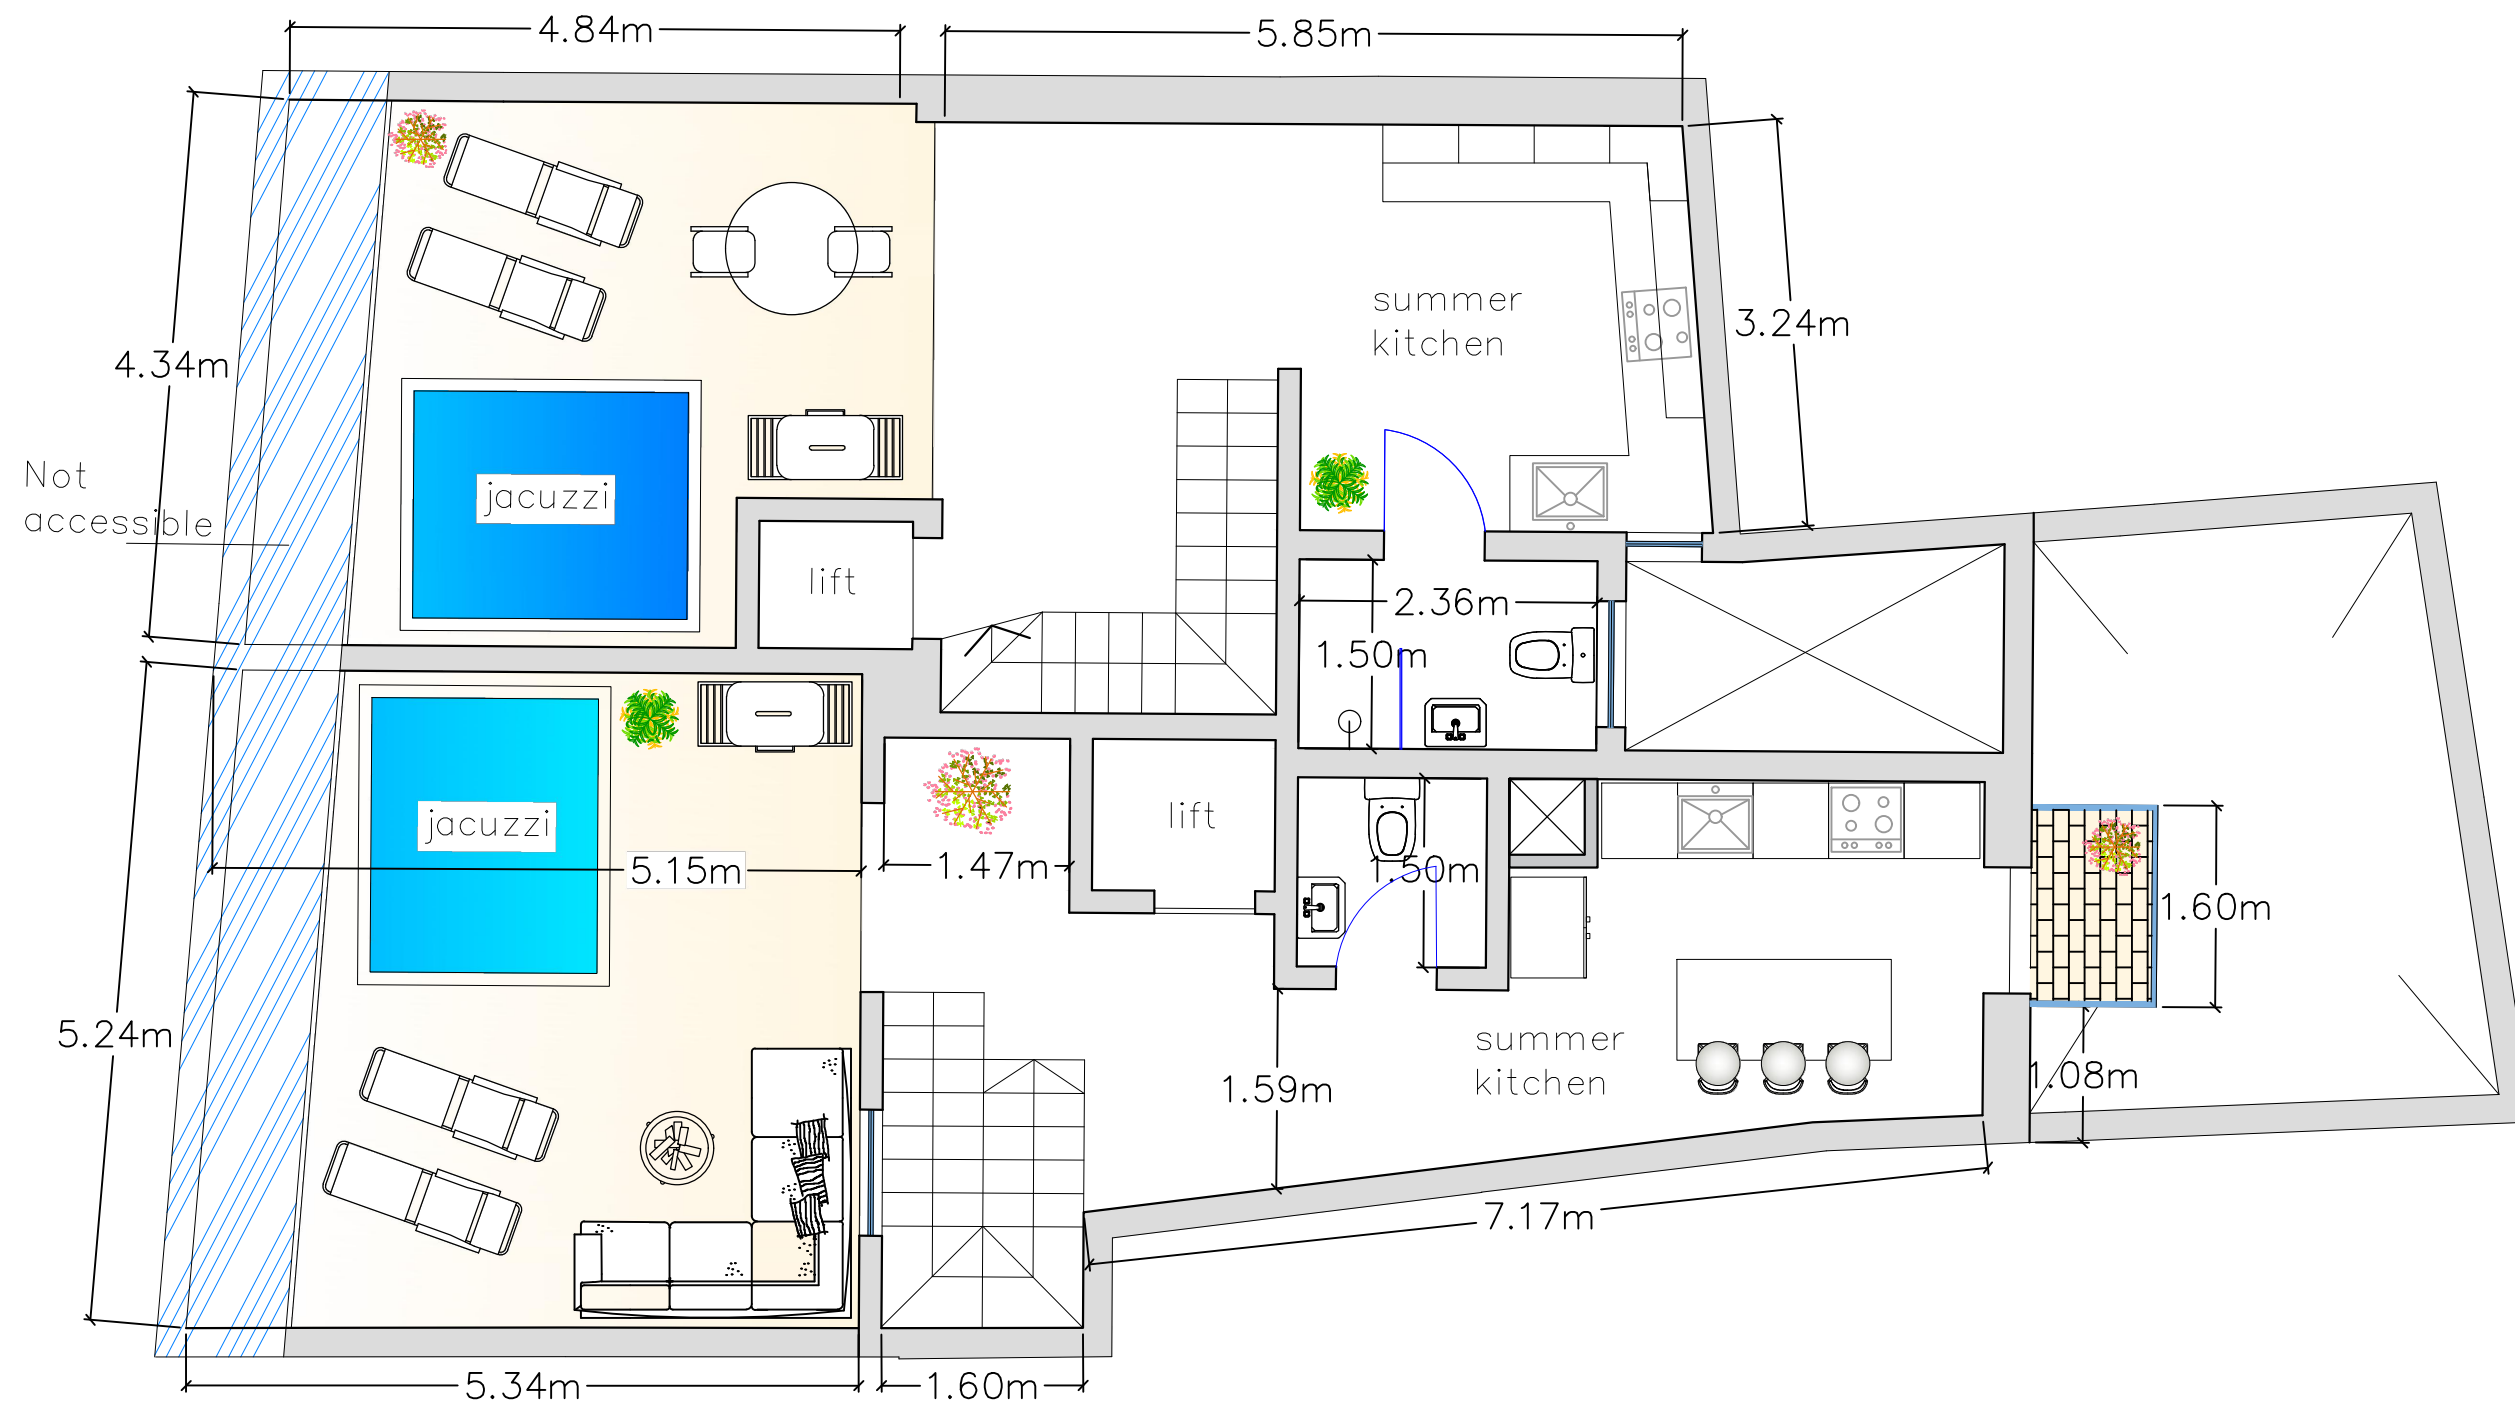 4.84m
5.85m
summer
kitchen
3.24m
4.34m
Not
accessible
jacuzzi
lift
2.36m
1.50m
jacuzzi
lift
5.15m
1.47m
1.50m
1.60m
5.24m
summer
kitchen
1.59m
1.08m
7.17m
5.34m
1.60m